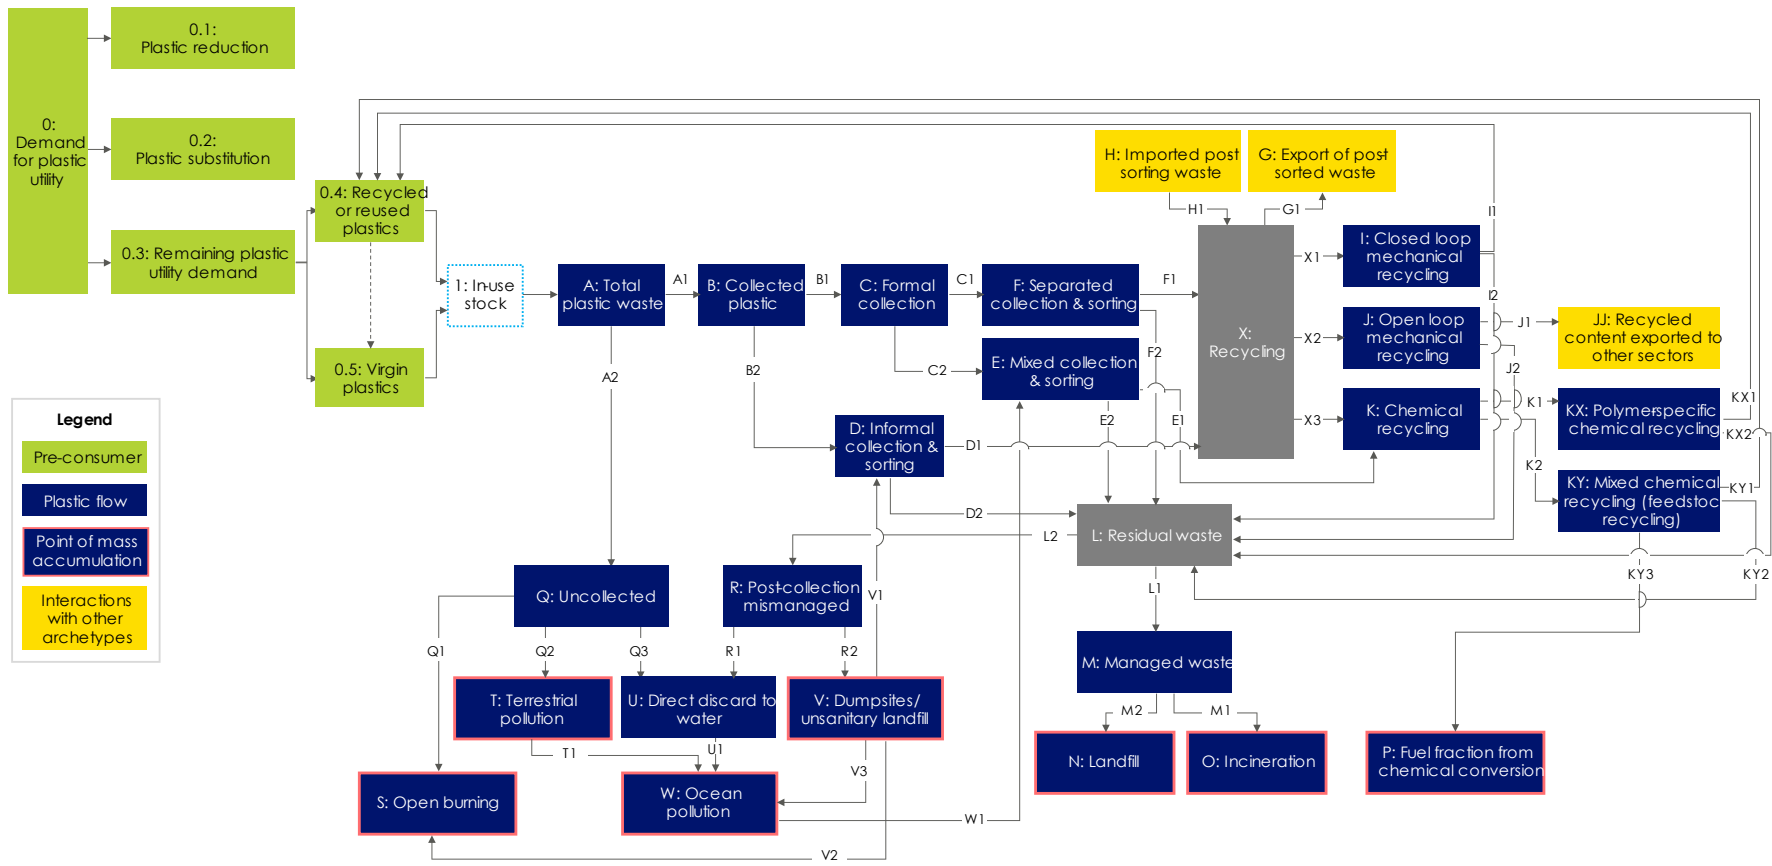 0:
Demand
for plastic
utility
0.1:
Plastic reduction
0.2:
Plastic substitution
0.3: Remaining plastic
utility demand
0.4: Recycled
or reused
plastics
0.5: Virgin
plastics
1: In-use
stock
A: Total
plastic waste
A1
A2
B: Collected
plastic
B1
B2
C: Formal
collection
C1
C2
F: Separated
collection & sorting
F1
F2
E: Mixed collection
& sorting
E2
E1
D: Informal
collection &
sorting
D1
D2
H: Imported post
sorting waste
H1
G: Export of post
sorted waste
G1
X:
Recycling
X1
X2
X3
I: Closed loop
mechanical
recycling
I1
I2
J: Open loop
mechanical
recycling
J1
J2
JJ: Recycled
content exported to
other sectors
K: Chemical
recycling
K1
K2
KX: Polymer-specific
chemical recycling
KX1
KX2
KY: Mixed chemical
recycling (feedstoc
recycling)
KY1
KY2
KY3
L: Residual waste
L2
L1
Q: Uncollected
Q1
Q2
Q3
R: Post-collection
mismanaged
R1
R2
V1
M: Managed waste
M2
M1
T: Terrestrial
pollution
T1
U: Direct discard to
water
U1
V: Dumpsites/
unsanitary landfill
V3
V2
S: Open burning
W: Ocean
pollution
W1
N: Landfill
O: Incineration
P: Fuel fraction from
chemical conversion
Legend
Pre-consumer
Plastic flow
Point of mass
accumulation
Interactions
with other
archetypes